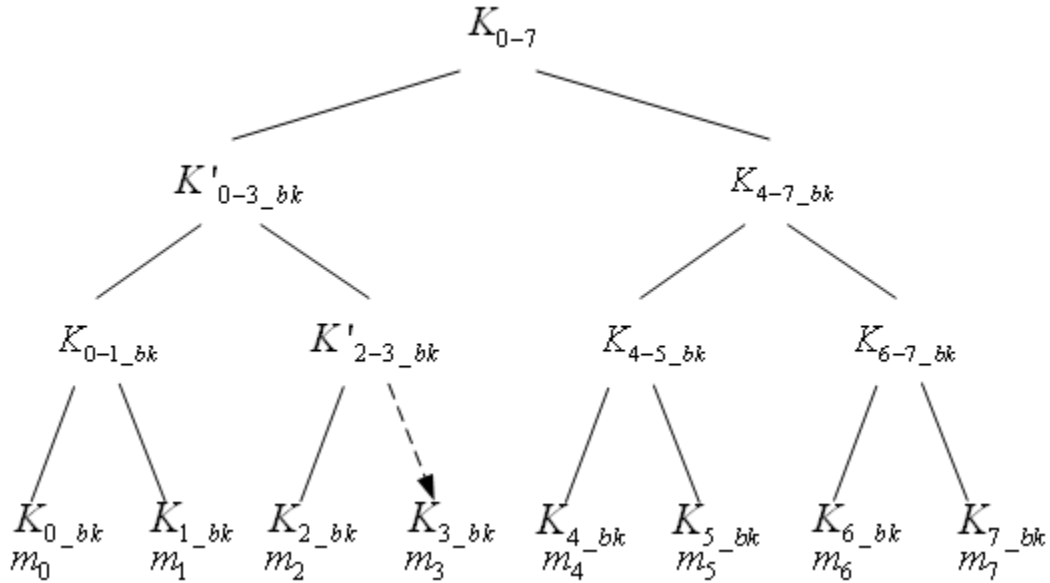 K₀₋₇
K'₀₋₃_bk K₄₋₇_bk
K₀₋₁_bk K'₂₋₃_bk K₄₋₅_bk K₆₋₇_bk
K₀_bk K₁_bk K₂_bk K₃_bk K₄_bk K₅_bk K₆_bk K₇_bk
m₀ m₁ m₂ m₃ m₄ m₅ m₆ m₇